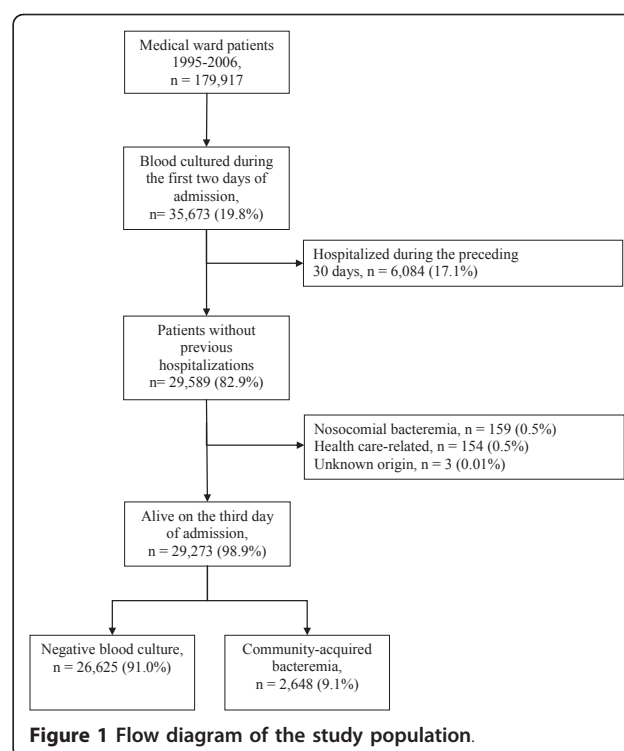 Medical ward patients
1995-2006,
n = 179,917
Blood cultured during
the first two days of
admission,
n= 35,673 (19.8%)
Hospitalized during the preceding
30 days, n = 6,084 (17.1%)
Patients without
previous
hospitalizations
n= 29,589 (82.9%)
Nosocomial bacteremia, n = 159 (0.5%)
Health care-related, n = 154 (0.5%)
Unknown origin, n = 3 (0.01%)
Alive on the third day
of admission,
n = 29,273 (98.9%)
Negative blood culture,
n = 26,625 (91.0%)
Community-acquired
bacteremia,
n = 2,648 (9.1%)
Figure 1 Flow diagram of the study population.